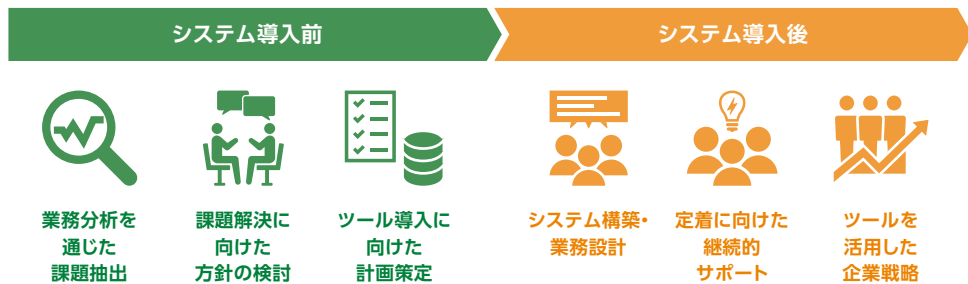 システム導入前
システム導入後
業務分析を
通じた
課題抽出
課題解決に
向けた
方針の検討
ツール導入に
向けた
計画策定
システム構築・
業務設計
定着に向けた
継続的
サポート
ツールを
活用した
企業戦略